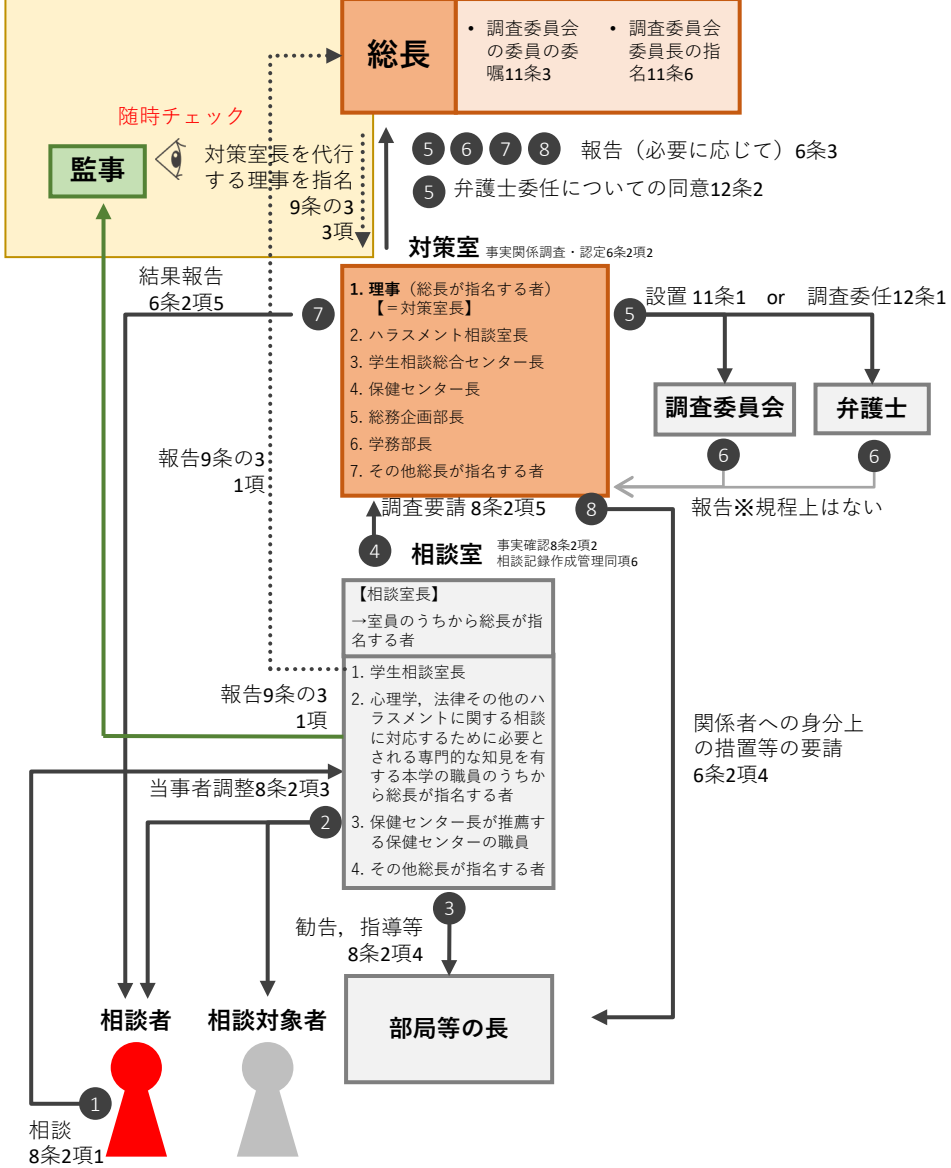 総長
• 調査委員会
の委員の委
嘱11条3
• 調査委員会
委員長の指
名11条6
随時チェック
監事
対策室長を代行
する理事を指名
9条の3
3項
5 6 7 8 報告（必要に応じて）6条3
5 弁護士委任についての同意12条2
対策室 事実関係調査・認定6条2項2
結果報告
6条2項5
7
1. 理事（総長が指名する者）
【＝対策室長】
2. ハラスメント相談室長
3. 学生相談総合センター長
4. 保健センター長
5. 総務企画部長
6. 学務部長
7. その他総長が指名する者
5 設置 11条1 or 調査委任12条1
調査委員会
弁護士
6
6
報告※規程上はない
報告9条の3
1項
調査要請 8条2項5
8
4
相談室 事実確認8条2項2
相談記録作成管理同項6
【相談室長】
→室員のうちから総長が指
名する者
1. 学生相談室長
2. 心理学，法律その他のハ
ラスメントに関する相談
に対応するために必要と
される専門的な知見を有
する本学の職員のうちか
ら総長が指名する者
3. 保健センター長が推薦す
る保健センターの職員
4. その他総長が指名する者
報告9条の3
1項
当事者調整8条2項3
2
関係者への身分上
の措置等の要請
6条2項4
3
勧告，指導等
8条2項4
相談者
相談対象者
部局等の長
1
相談
8条2項1